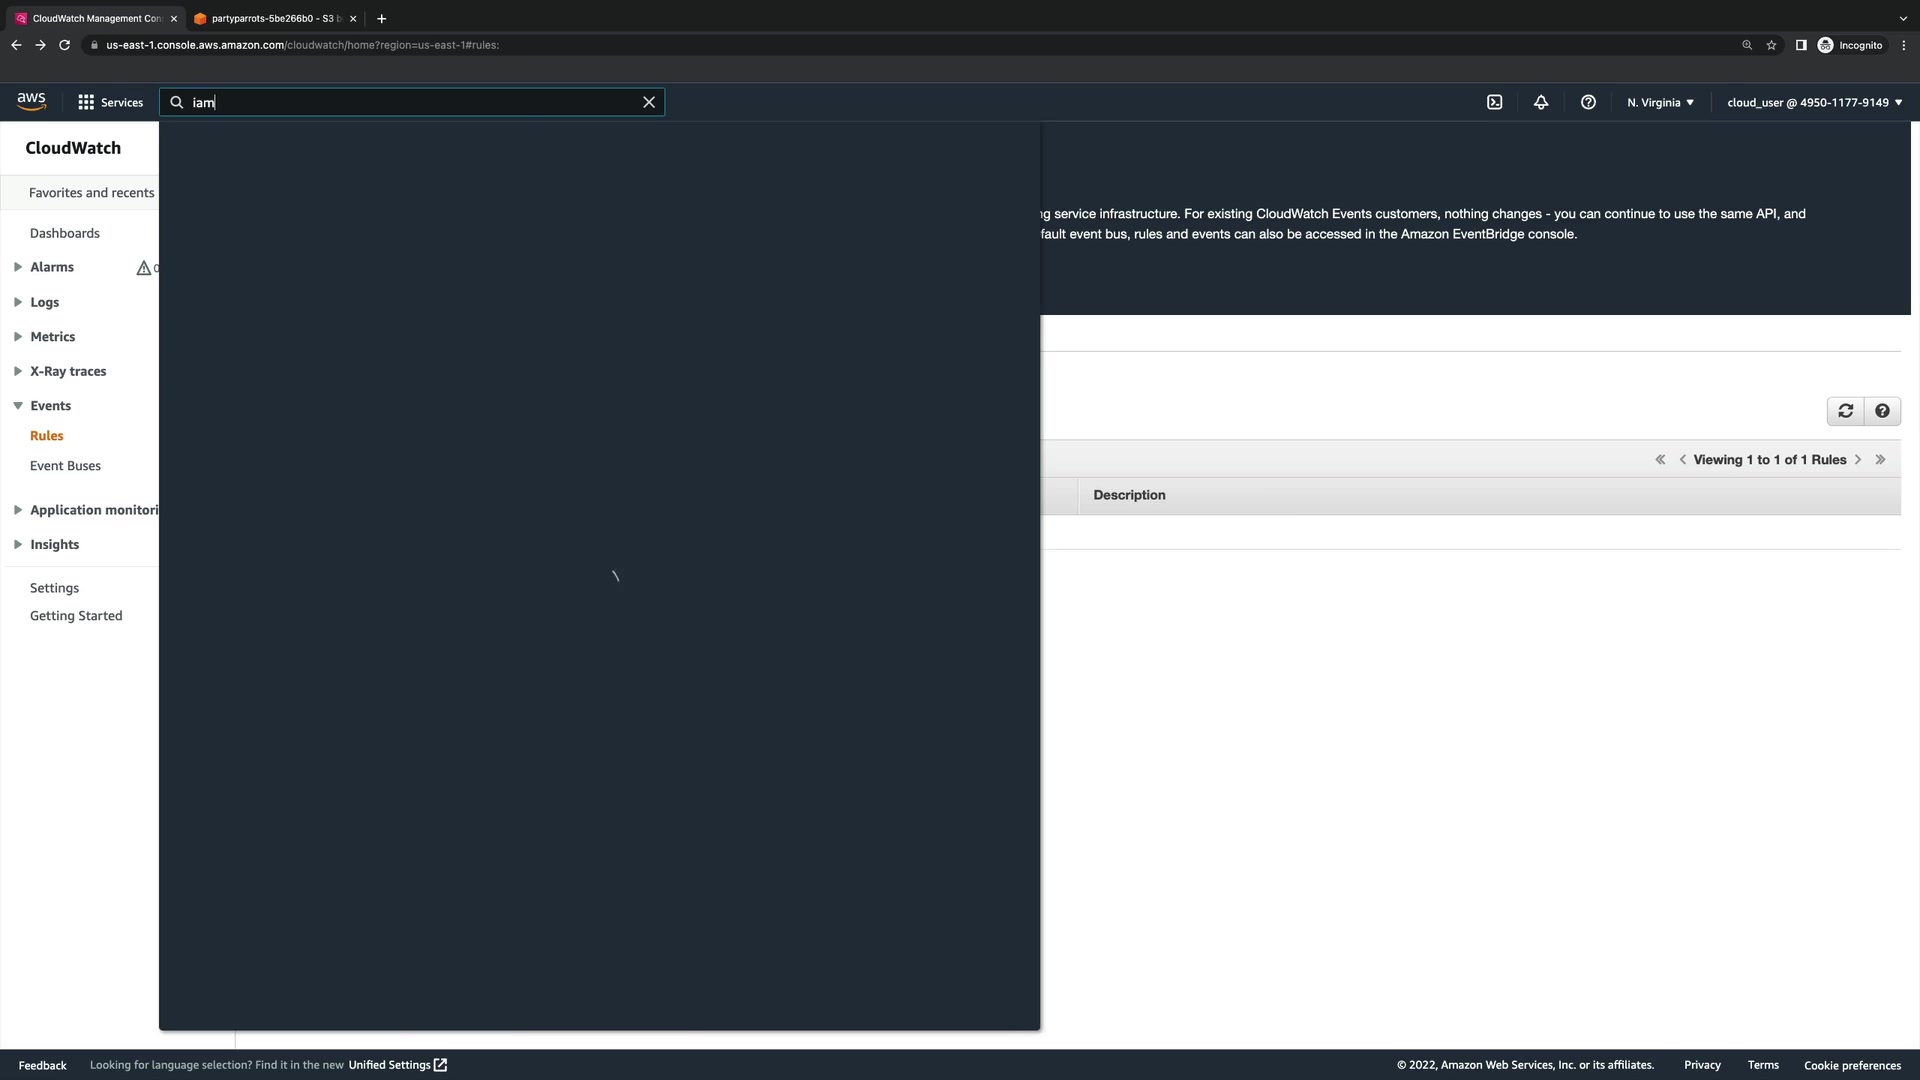 CloudWatch Management Con
partyparrots-5be266b0 - S3 b
us-east-1.console.aws.amazon.com/cloudwatch/home?region=us-east-1#rules:
Incognito
aws
Services
iam
N. Virginia
cloud_user @ 4950-1177-9149
CloudWatch
Favorites and recents
Dashboards
Alarms
0
Logs
Metrics
X-Ray traces
Events
Rules
Event Buses
Application monitori
Insights
Settings
Getting Started
ng service infrastructure. For existing CloudWatch Events customers, nothing changes - you can continue to use the same API, and
fault event bus, rules and events can also be accessed in the Amazon EventBridge console.
Viewing 1 to 1 of 1 Rules
Description
Feedback
Looking for language selection? Find it in the new Unified Settings
© 2022, Amazon Web Services, Inc. or its affiliates.
Privacy
Terms
Cookie preferences